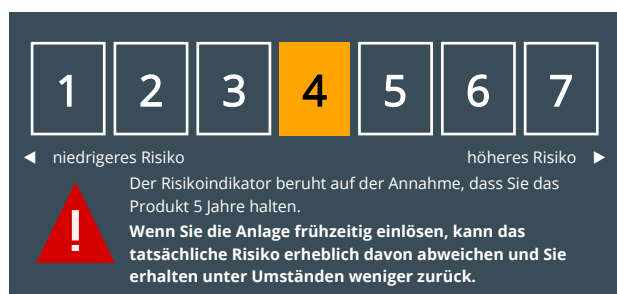 1 2 3 4 5 6 7
niedrigeres Risiko höheres Risiko
Der Risikoindikator beruht auf der Annahme, dass Sie das
Produkt 5 Jahre halten.
Wenn Sie die Anlage frühzeitig einlösen, kann das
tatsächliche Risiko erheblich davon abweichen und Sie
erhalten unter Umständen weniger zurück.